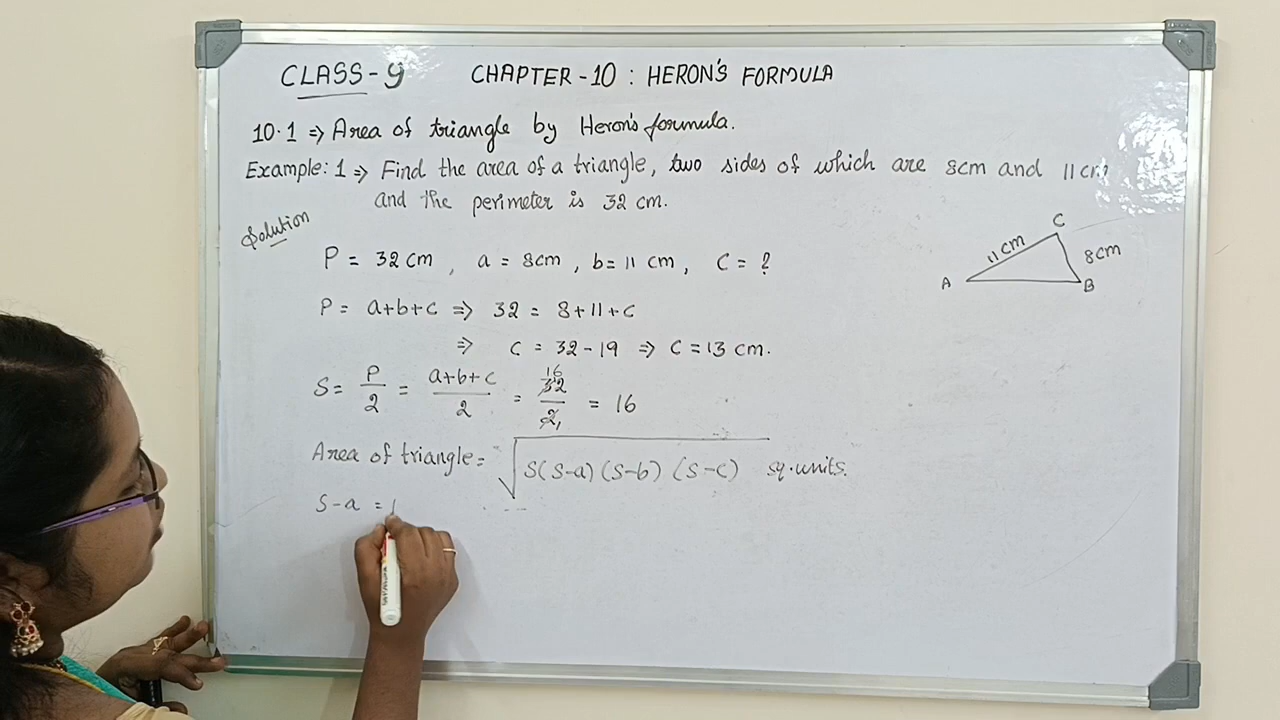 CLASS-9 CHAPTER-10 : HERON'S FORMULA
10.1 ⇒ Area of triangle by Heron's formula.
Example: 1 ⇒ Find the area of a triangle, two sides of which are 8cm and 11 cm
and the perimeter is 32 cm.
Solution
P = 32 cm , a = 8cm , b = 11 cm, C = ?
P = a+b+c ⇒ 32 = 8+11+c
⇒ c = 32-19 ⇒ c = 13 cm.
S = P/2 = a+b+c/2 = 32/2 = 16
16
1
Area of triangle = √S(S-a)(S-b)(S-c) sq.units.
S-a = 1
C
11 cm
8cm
A
B